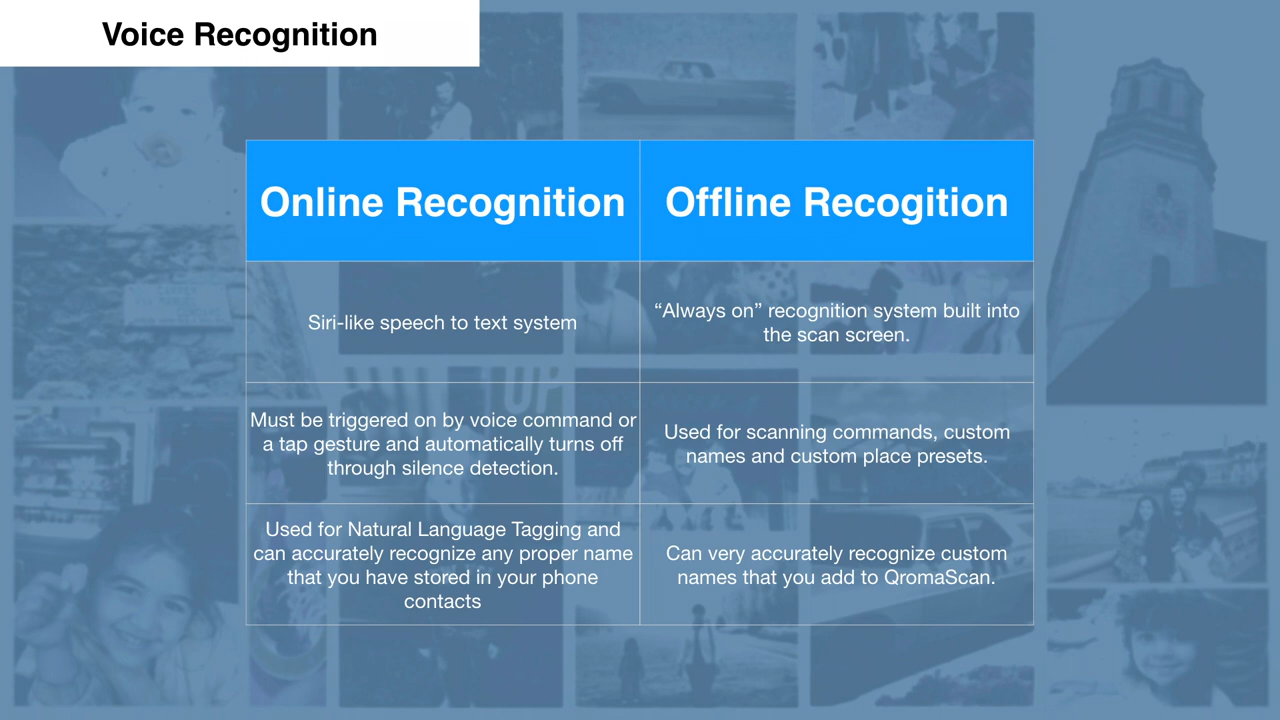 Voice Recognition
Online Recognition
Offline Recogition
Siri-like speech to text system
“Always on” recognition system built into
the scan screen.
Must be triggered on by voice command or
a tap gesture and automatically turns off
through silence detection.
Used for scanning commands, custom
names and custom place presets.
Used for Natural Language Tagging and
can accurately recognize any proper name
that you have stored in your phone
contacts
Can very accurately recognize custom
names that you add to QromaScan.